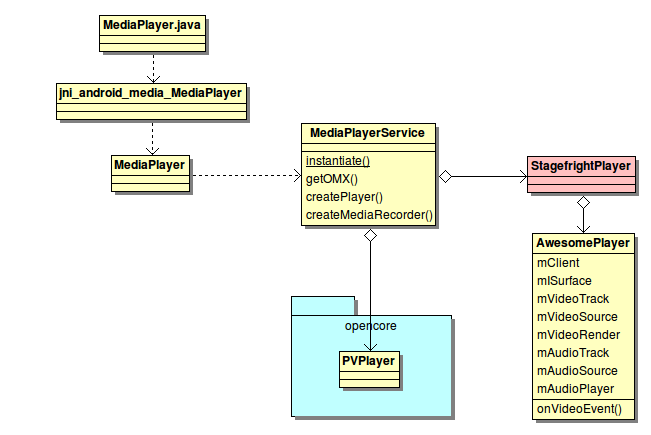 MediaPlayer.java
jni_android_media_MediaPlayer
MediaPlayer
MediaPlayerService
instantiate()
getOMX()
createPlayer()
createMediaRecorder()
StagefrightPlayer
AwesomePlayer
mClient
mISurface
mVideoTrack
mVideoSource
mVideoRender
mAudioTrack
mAudioSource
mAudioPlayer
onVideoEvent()
opencore
PVPlayer